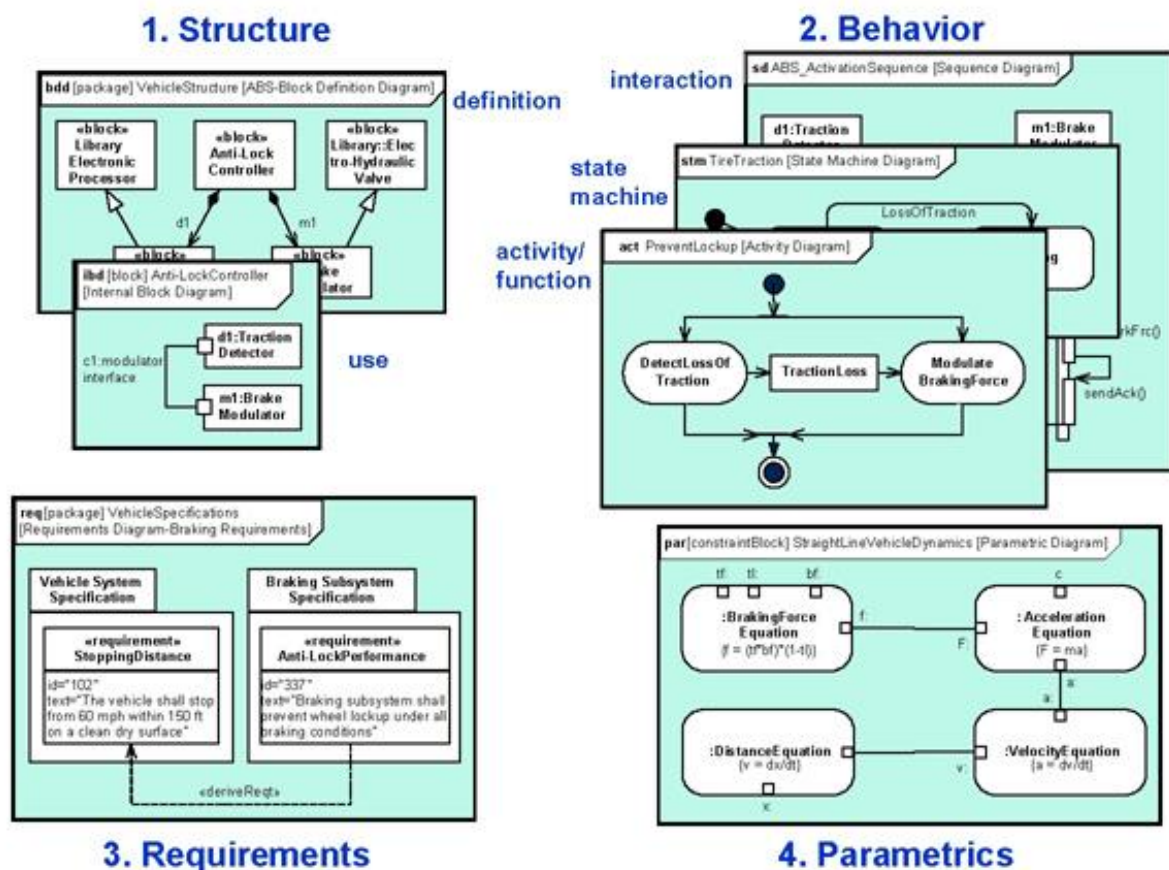 1. Structure
bdd [package] VehicleStructure [ABS-Block Definition Diagram]
definition
«block»
Library
Electronic
Processor
«block»
Anti-Lock
Controller
«block»
Library::Elec
tro-Hydraulic
Valve
d1
m1
«block»
ibd [block] Anti-LockController
[Internal Block Diagram]
d1:Traction
Detector
c1:modulator
interface
m1:Brake
Modulator
use
2. Behavior
interaction
sd ABS_ActivationSequence [Sequence Diagram]
d1:Traction
m1:Brake
state
machine
stm TireTraction [State Machine Diagram]
LossOfTraction
activity/
function
act PreventLockup [Activity Diagram]
DetectLossOf
Traction
TractionLoss
Modulate
BrakingForce
sendAck()
req [package] VehicleSpecifications
[Requirements Diagram-Braking Requirements]
Vehicle System
Specification
Braking Subsystem
Specification
«requirement»
StoppingDistance
id="102"
text="The vehicle shall stop
from 60 mph within 150 ft
on a clean dry surface"
«requirement»
Anti-LockPerformance
id="337"
text="Braking subsystem shall
prevent wheel lockup under all
braking conditions"
«deriveReqt»
3. Requirements
par [constraintBlock] StraightLineVehicleDynamics [Parametric Diagram]
tf:
tl:
bf:
c
:BrakingForce
Equation
{f = (tf*bf)*(1-tl)}
f:
F:
:Acceleration
Equation
{F = ma}
a:
a:
:DistanceEquation
{v = dx/dt}
v:
:VelocityEquation
{a = dv/dt}
x:
4. Parametrics